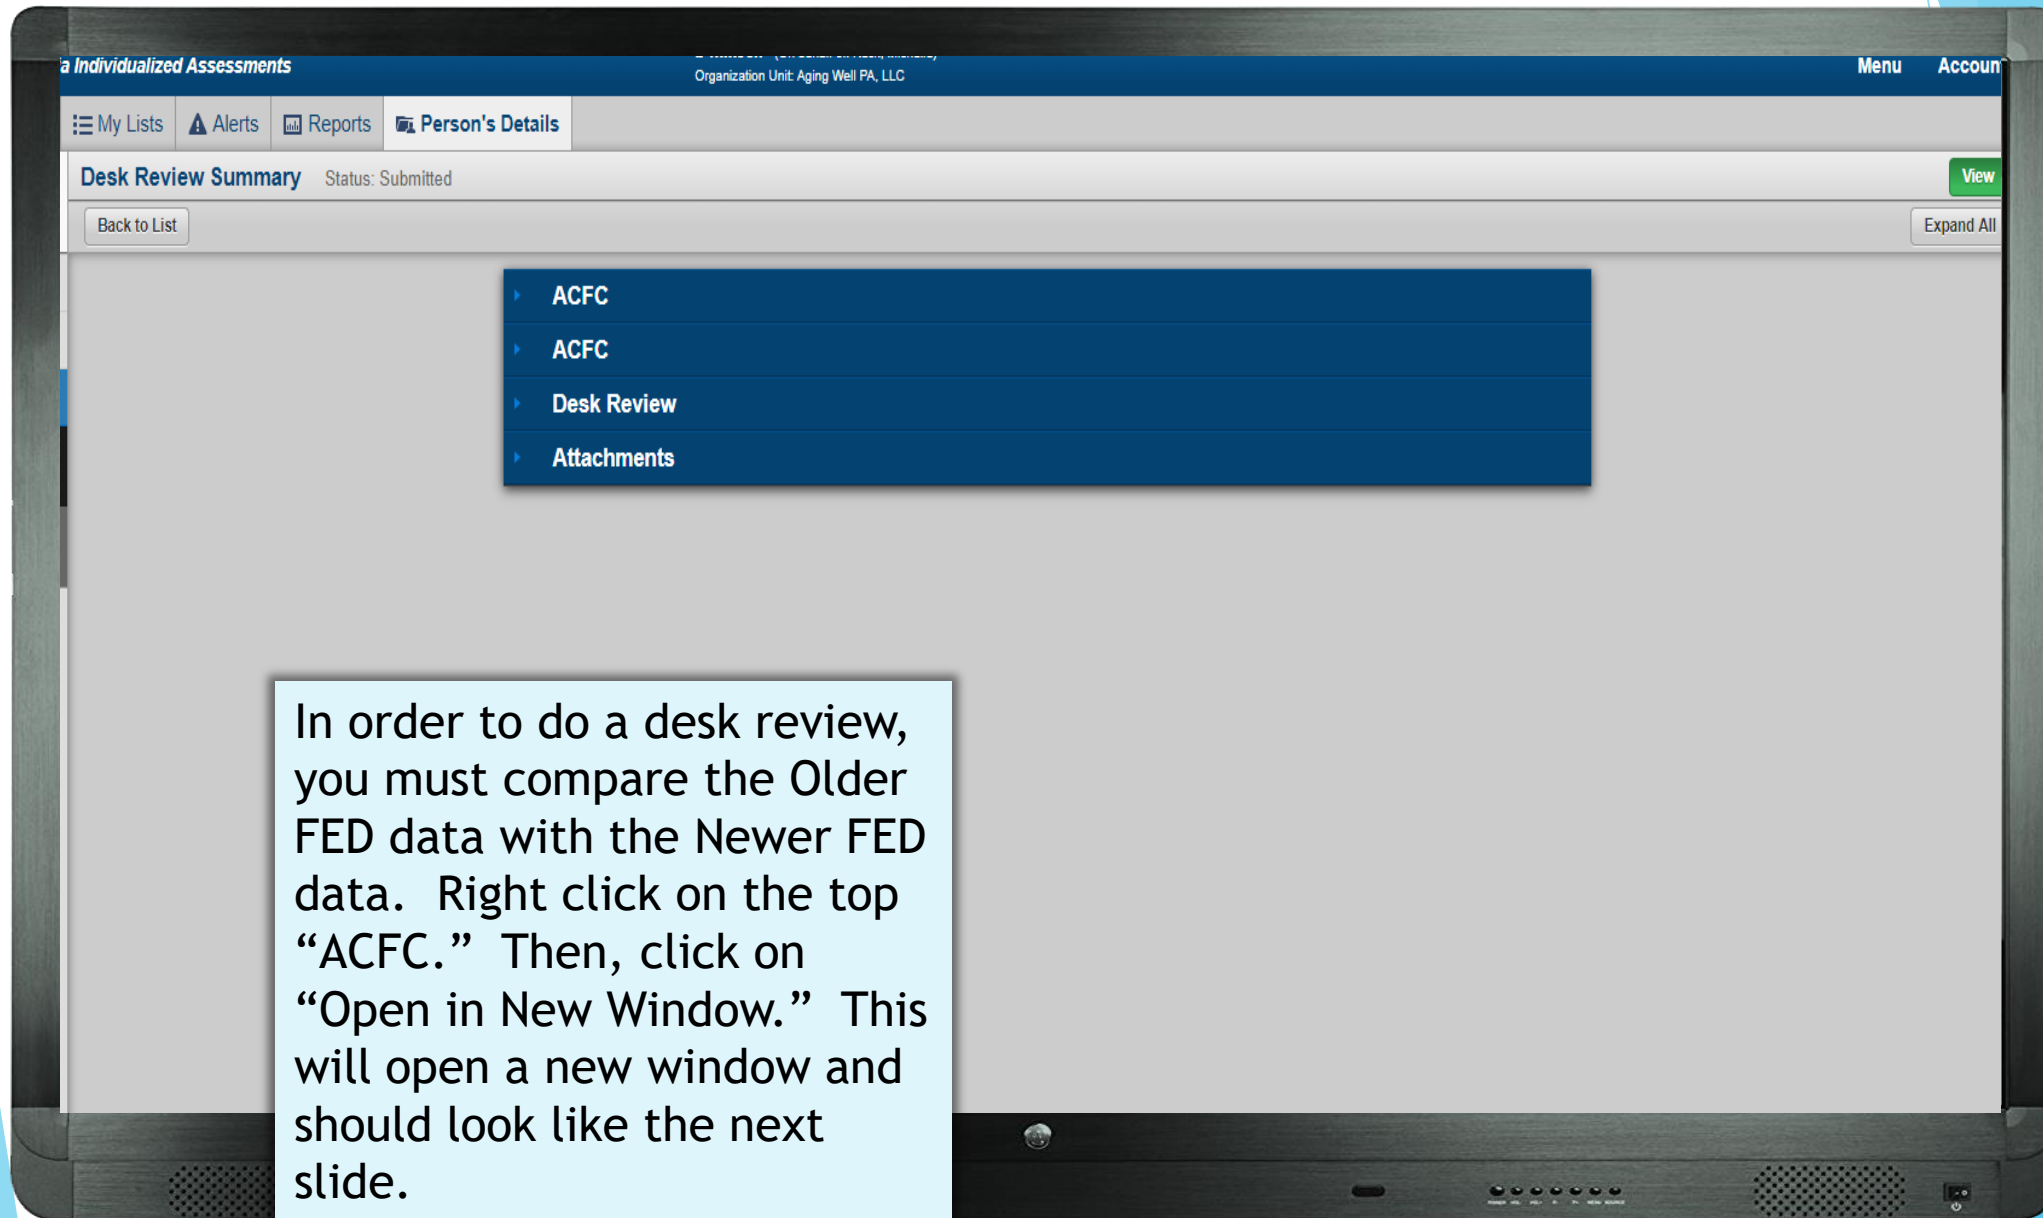 a Individualized Assessments
Organization Unit: Aging Well PA, LLC
Menu Accoun
My Lists Alerts Reports Person's Details
Desk Review Summary Status: Submitted
View
Back to List
Expand All
ACFC
ACFC
Desk Review
Attachments
In order to do a desk review,
you must compare the Older
FED data with the Newer FED
data. Right click on the top
“ACFC.” Then, click on
“Open in New Window.” This
will open a new window and
should look like the next
slide.